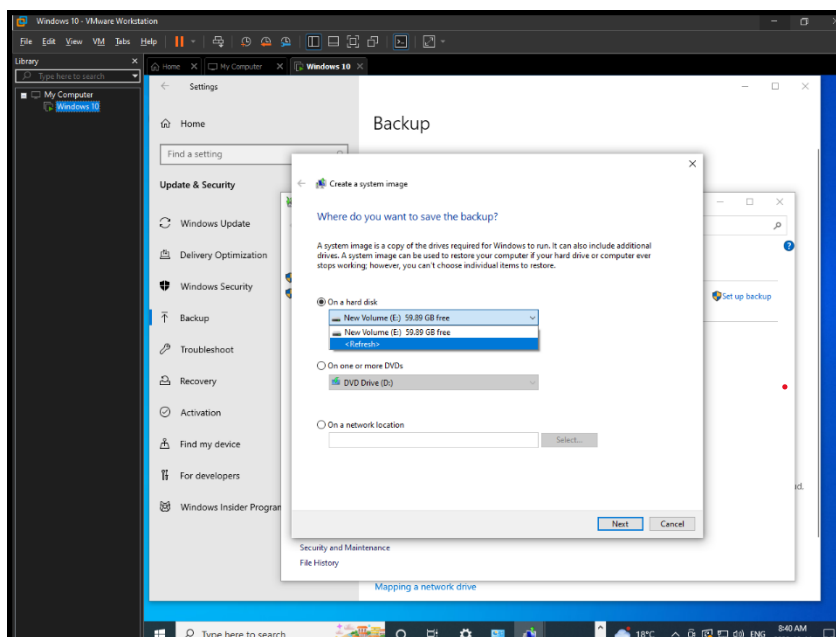 Windows 10 - VMware Workstation
File Edit View VM Tabs Help
Library
Type here to search
My Computer
Windows 10
Home
My Computer
Windows 10
Settings
Home
Find a setting
Update & Security
Windows Update
Delivery Optimization
Windows Security
Backup
Troubleshoot
Recovery
Activation
Find my device
For developers
Windows Insider Progra
Backup
Create a system image
Where do you want to save the backup?
A system image is a copy of the drives required for Windows to run. It can also include additional
drives. A system image can be used to restore your computer if your hard drive or computer ever
stops working; however, you can't choose individual items to restore.
On a hard disk
New Volume (E:) 59.89 GB free
New Volume (E:) 59.89 GB free
<Refresh>
On one or more DVDs
DVD Drive (D:)
On a network location
Select...
Next Cancel
Set up backup
Security and Maintenance
File History
Mapping a network drive
Type here to search
18°C
ENG
8:40 AM